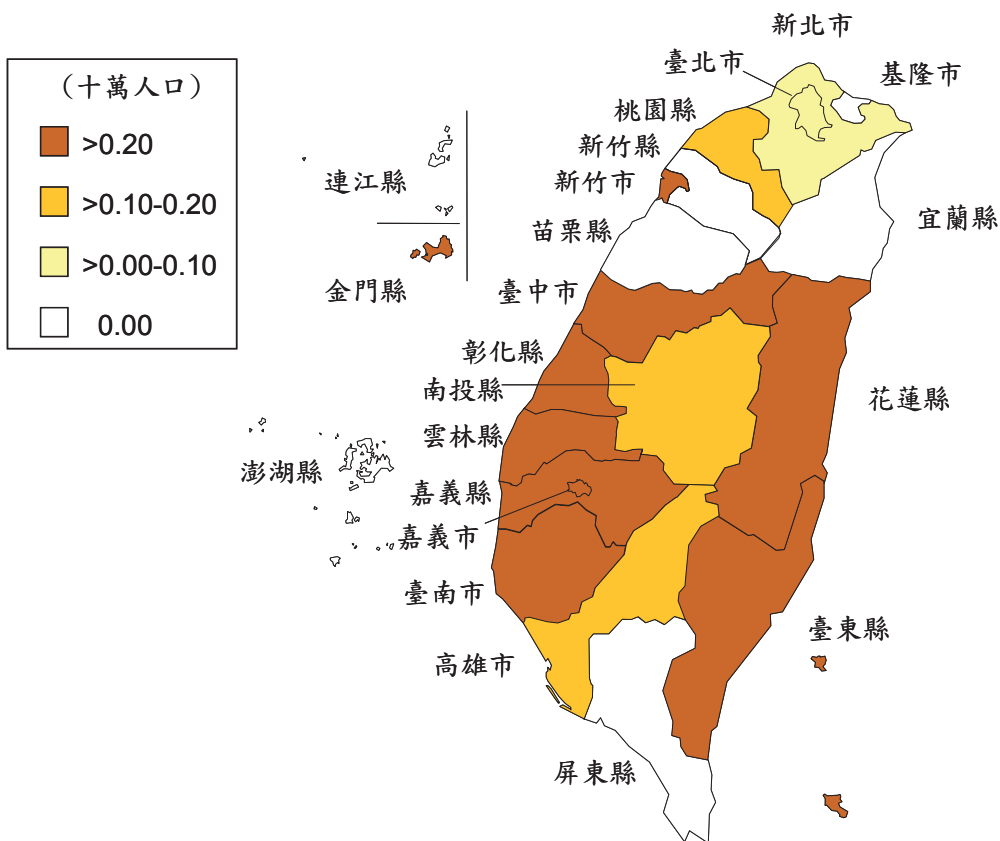 (十萬人口)
>0.20
>0.10-0.20
>0.00-0.10
0.00
新北市
臺北市
基隆市
桃園縣
新竹縣
新竹市
連江縣
苗栗縣
宜蘭縣
金門縣
臺中市
彰化縣
南投縣
花蓮縣
雲林縣
澎湖縣
嘉義縣
嘉義市
臺南市
臺東縣
高雄市
屏東縣